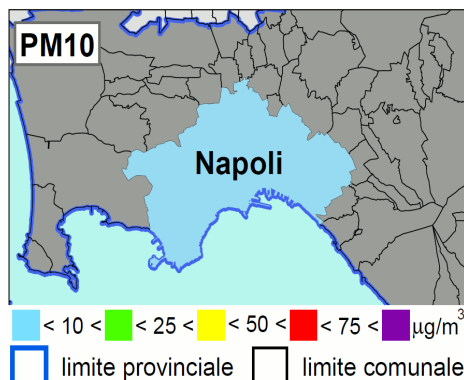 PM10
Napoli
< 10 < < 25 < < 50 < < 75 < μg/m³
limite provinciale limite comunale